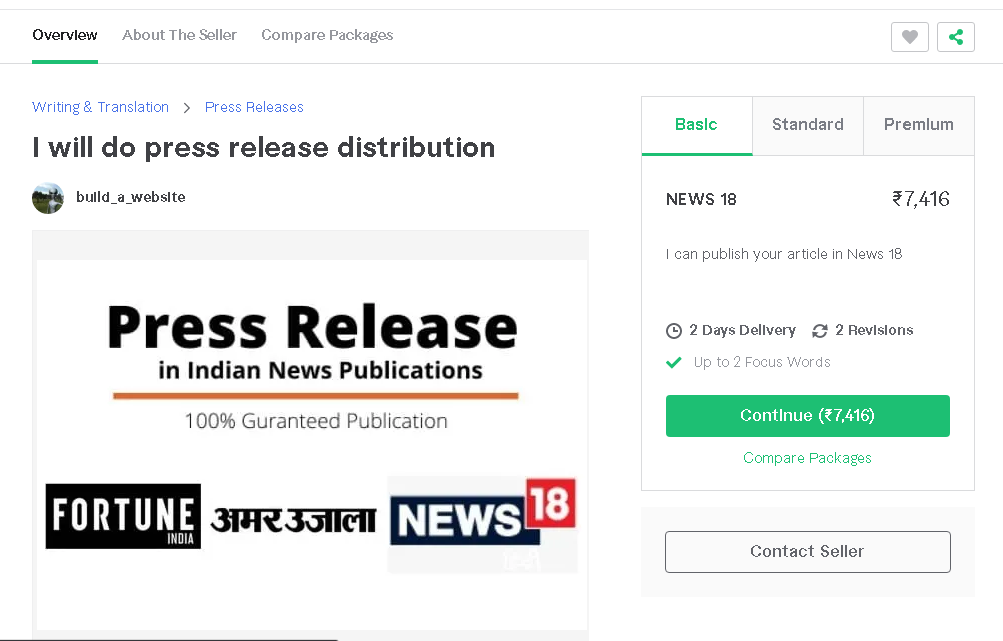 Overview About The Seller Compare Packages
Writing & Translation > Press Releases
I will do press release distribution
build_a_website
Press Release
in Indian News Publications
100% Guranteed Publication
FORTUNE
INDIA
अमरउजाला
NEWS 18
हिन्दी
Basic Standard Premium
NEWS 18 ₹7,416
I can publish your article in News 18
2 Days Delivery 2 Revisions
Up to 2 Focus Words
Continue (₹7,416)
Compare Packages
Contact Seller